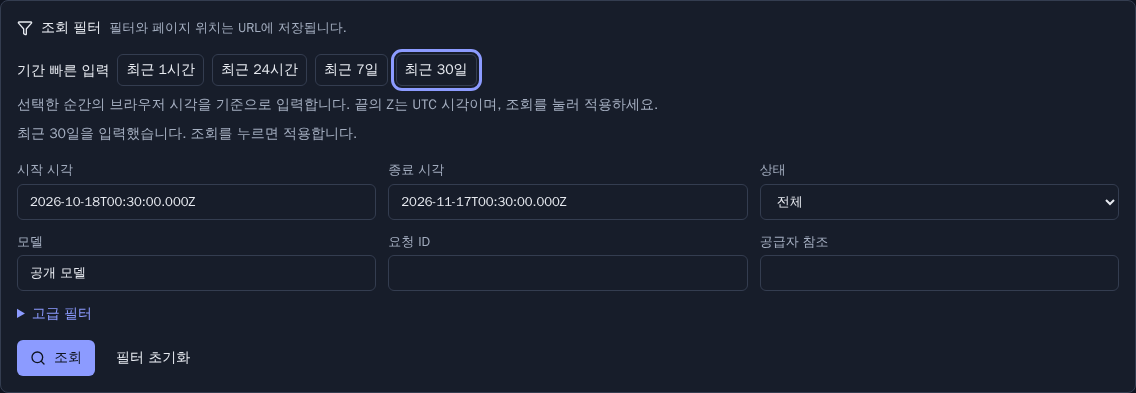 조회 필터 필터와 페이지 위치는 URL에 저장됩니다.
기간 빠른 입력 최근 1시간 최근 24시간 최근 7일 최근 30일
선택한 순간의 브라우저 시각을 기준으로 입력합니다. 끝의 Z는 UTC 시각이며, 조회를 눌러 적용하세요.
최근 30일을 입력했습니다. 조회를 누르면 적용합니다.
시작 시각 종료 시각 상태
2026-10-18T00:30:00.000Z 2026-11-17T00:30:00.000Z 전체
모델 요청 ID 공급자 참조
공개 모델
고급 필터
조회 필터 초기화